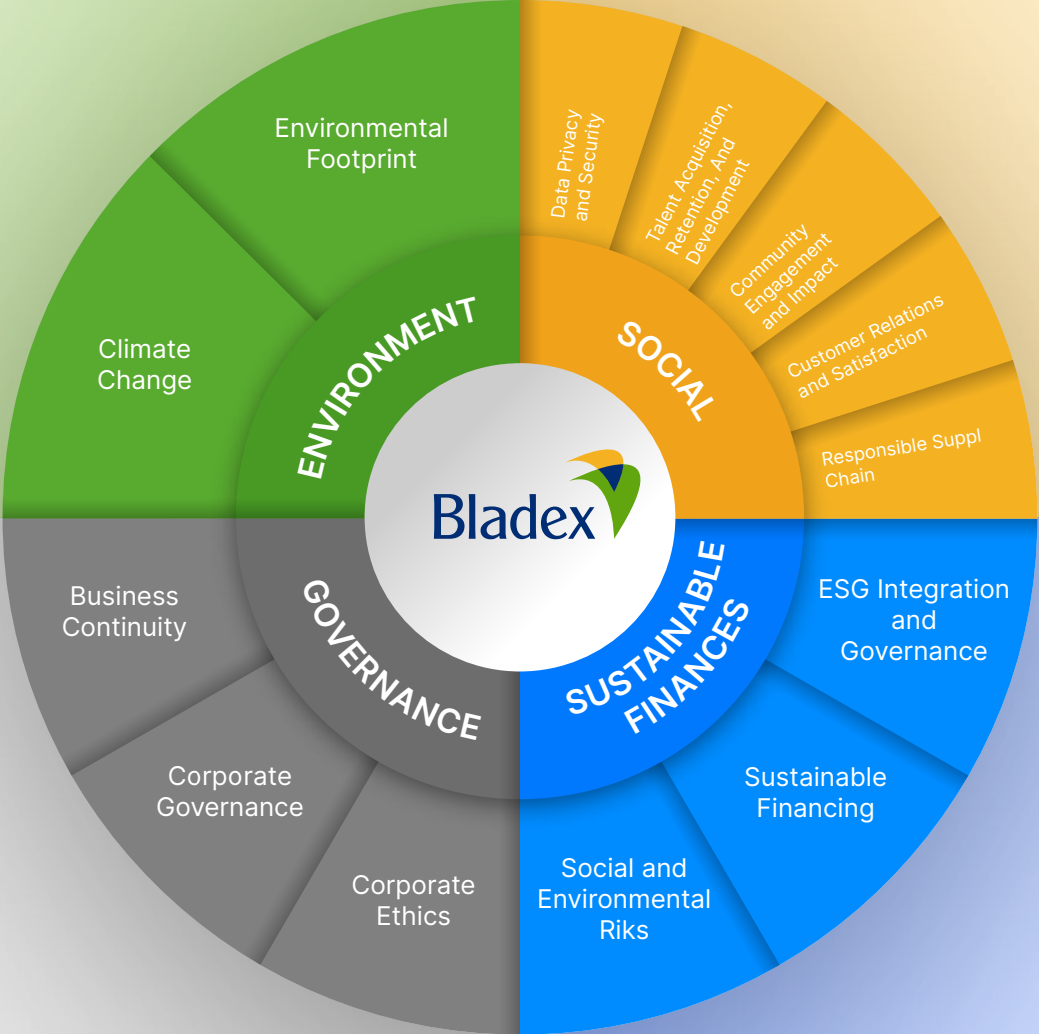 Environmental
Footprint
Climate
Change
ENVIRONMENT
Data Privacy
and Security
Talent Acquisition,
Retention, And
Development
Community
Engagement
and Impact
Customer Relations
and Satisfaction
Responsible Suppl
Chain
SOCIAL
Bladex
Business
Continuity
Corporate
Governance
Corporate
Ethics
GOVERNANCE
SUSTAINABLE
FINANCES
ESG Integration
and
Governance
Sustainable
Financing
Social and
Environmental
Riks